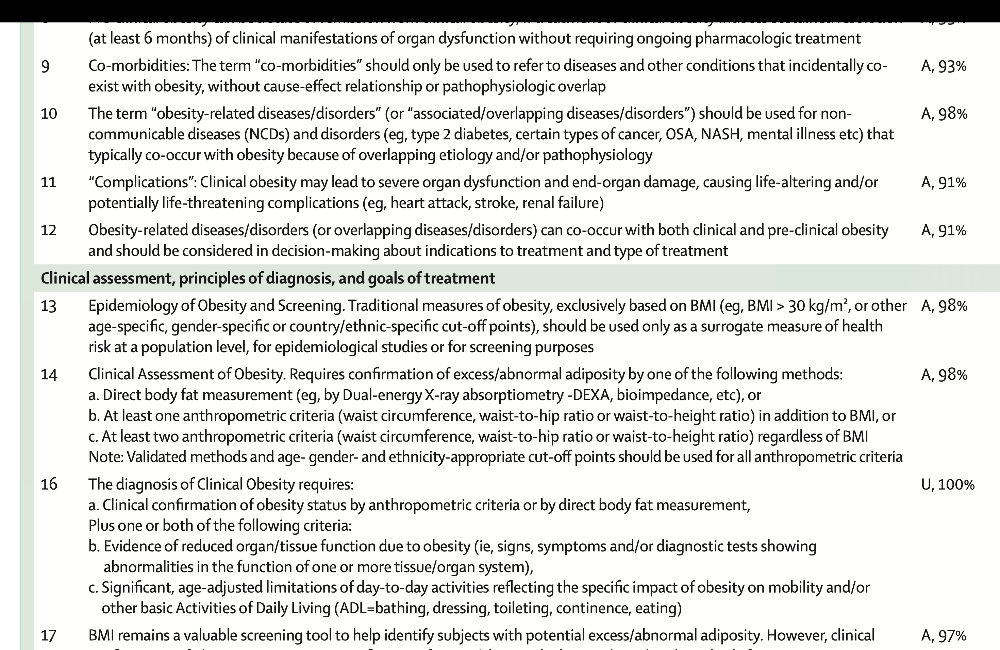 (at least 6 months) of clinical manifestations of organ dysfunction without requiring ongoing pharmacologic treatment
9 Co-morbidities: The term “co-morbidities” should only be used to refer to diseases and other conditions that incidentally co- A, 93%
exist with obesity, without cause-effect relationship or pathophysiologic overlap
10 The term “obesity-related diseases/disorders” (or “associated/overlapping diseases/disorders”) should be used for non- A, 98%
communicable diseases (NCDs) and disorders (eg, type 2 diabetes, certain types of cancer, OSA, NASH, mental illness etc) that
typically co-occur with obesity because of overlapping etiology and/or pathophysiology
11 “Complications”: Clinical obesity may lead to severe organ dysfunction and end-organ damage, causing life-altering and/or A, 91%
potentially life-threatening complications (eg, heart attack, stroke, renal failure)
12 Obesity-related diseases/disorders (or overlapping diseases/disorders) can co-occur with both clinical and pre-clinical obesity A, 91%
and should be considered in decision-making about indications to treatment and type of treatment
Clinical assessment, principles of diagnosis, and goals of treatment
13 Epidemiology of Obesity and Screening. Traditional measures of obesity, exclusively based on BMI (eg, BMI > 30 kg/m², or other A, 98%
age-specific, gender-specific or country/ethnic-specific cut-off points), should be used only as a surrogate measure of health
risk at a population level, for epidemiological studies or for screening purposes
14 Clinical Assessment of Obesity. Requires confirmation of excess/abnormal adiposity by one of the following methods: A, 98%
a. Direct body fat measurement (eg, by Dual-energy X-ray absorptiometry -DEXA, bioimpedance, etc), or
b. At least one anthropometric criteria (waist circumference, waist-to-hip ratio or waist-to-height ratio) in addition to BMI, or
c. At least two anthropometric criteria (waist circumference, waist-to-hip ratio or waist-to-height ratio) regardless of BMI
Note: Validated methods and age- gender- and ethnicity-appropriate cut-off points should be used for all anthropometric criteria
16 The diagnosis of Clinical Obesity requires: U, 100%
a. Clinical confirmation of obesity status by anthropometric criteria or by direct body fat measurement,
Plus one or both of the following criteria:
b. Evidence of reduced organ/tissue function due to obesity (ie, signs, symptoms and/or diagnostic tests showing
abnormalities in the function of one or more tissue/organ system),
c. Significant, age-adjusted limitations of day-to-day activities reflecting the specific impact of obesity on mobility and/or
other basic Activities of Daily Living (ADL=bathing, dressing, toileting, continence, eating)
17 BMI remains a valuable screening tool to help identify subjects with potential excess/abnormal adiposity. However, clinical A, 97%